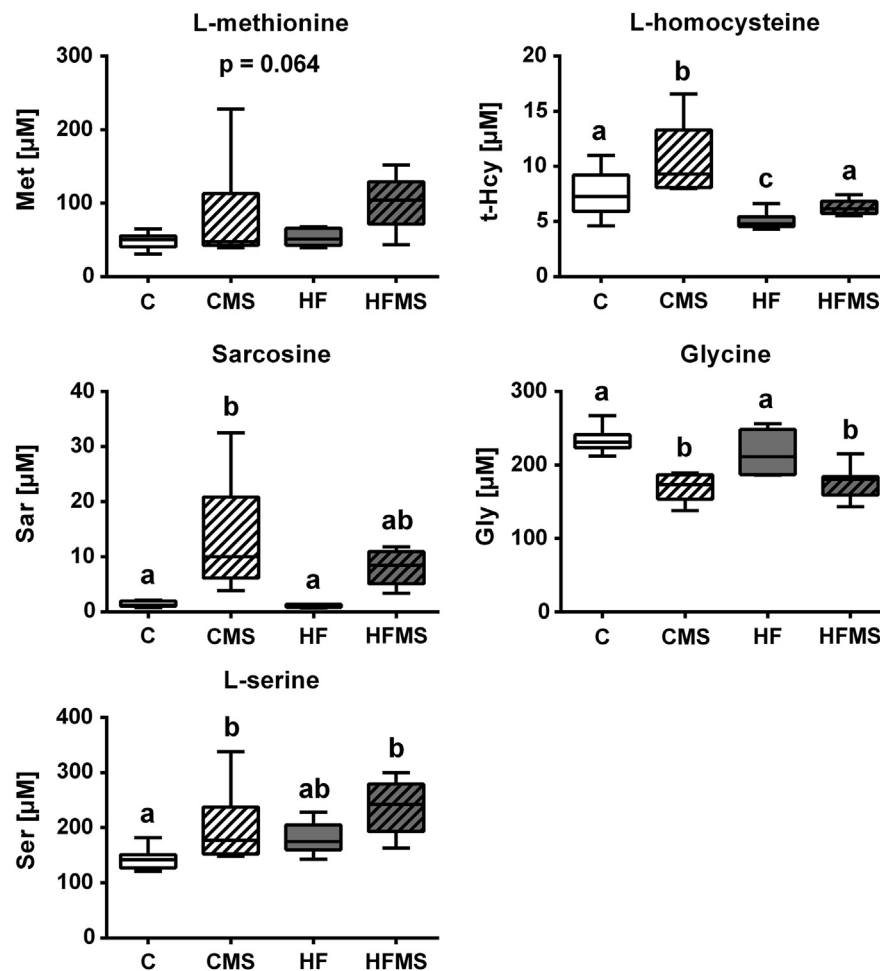 L-methionine
p = 0.064
Met [µM]
300
200
100
0
C CMS HF HFMS
L-homocysteine
t-Hcy [µM]
20
15
10
5
0
a b c a
C CMS HF HFMS
Sarcosine
Sar [µM]
40
30
20
10
0
a b a ab
C CMS HF HFMS
Glycine
Gly [µM]
300
200
100
0
a b a b
C CMS HF HFMS
L-serine
Ser [µM]
400
300
200
100
0
a b ab b
C CMS HF HFMS